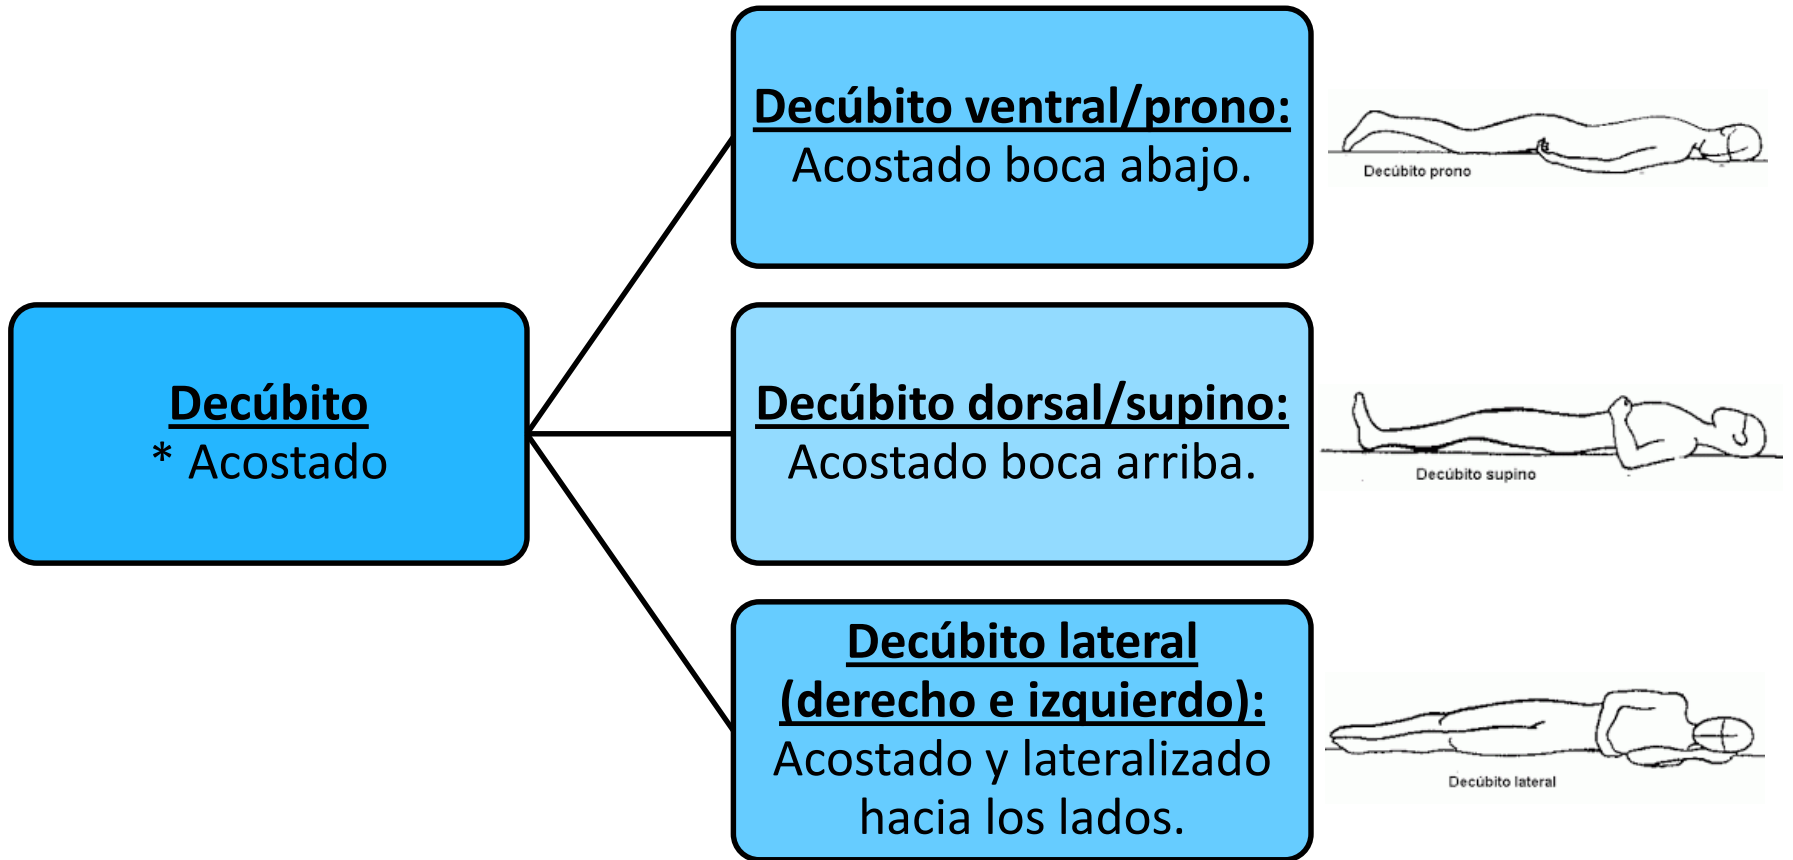 Decúbito ventral/prono:
Acostado boca abajo.
Decúbito prono
Decúbito
* Acostado
Decúbito dorsal/supino:
Acostado boca arriba.
Decúbito supino
Decúbito lateral
(derecho e izquierdo):
Acostado y lateralizado
hacia los lados.
Decúbito lateral